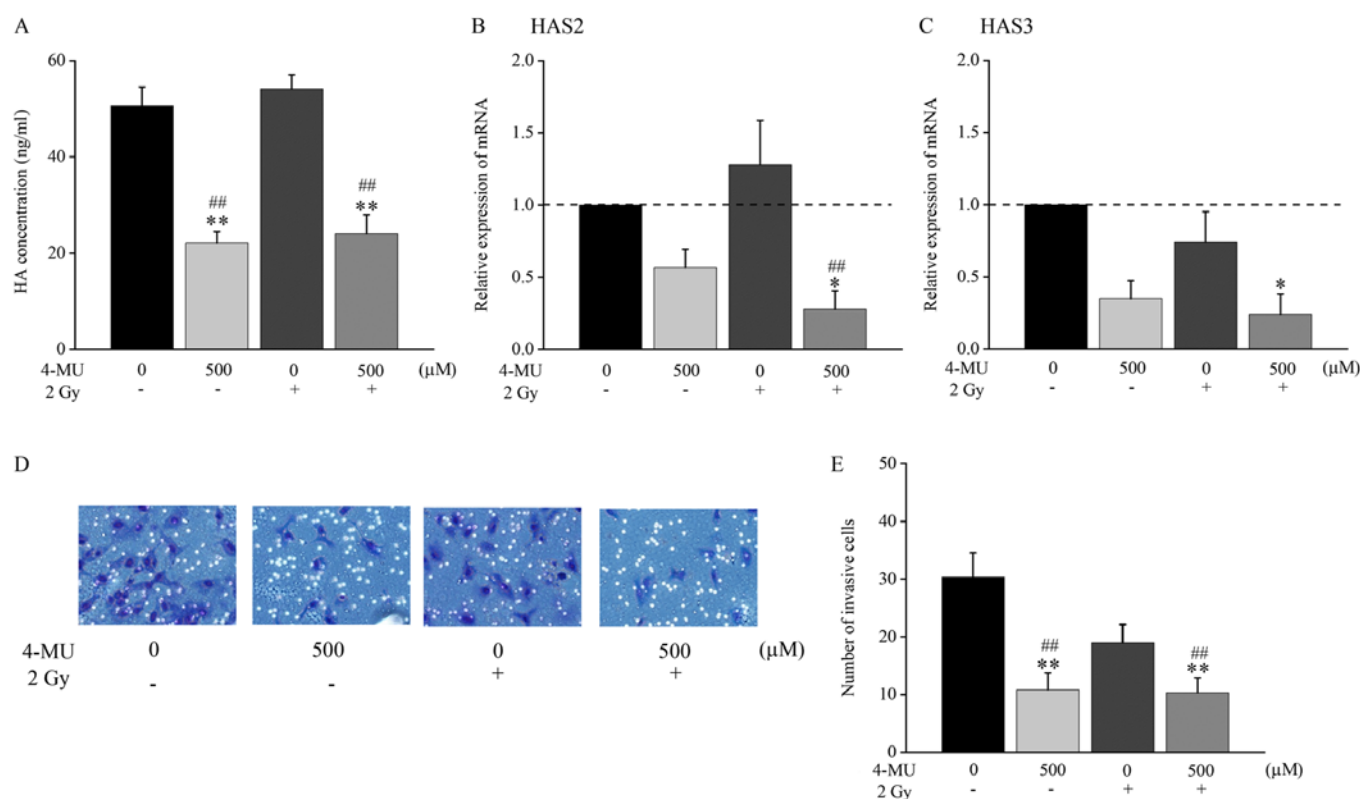 A
HA concentration (ng/ml)
60
40
20
0
##
**
##
**
4-MU 0 500 0 500 (μM)
2 Gy - - + +
B HAS2
Relative expression of mRNA
2.0
1.5
1.0
0.5
0.0
##
*
4-MU 0 500 0 500
2 Gy - - + +
C HAS3
Relative expression of mRNA
2.0
1.5
1.0
0.5
0.0
*
4-MU 0 500 0 500 (μM)
2 Gy - - + +
D
4-MU 0 500 0 500 (μM)
2 Gy - - + +
E
Number of invasive cells
50
40
30
20
10
0
##
**
##
**
4-MU 0 500 0 500 (μM)
2 Gy - - + +